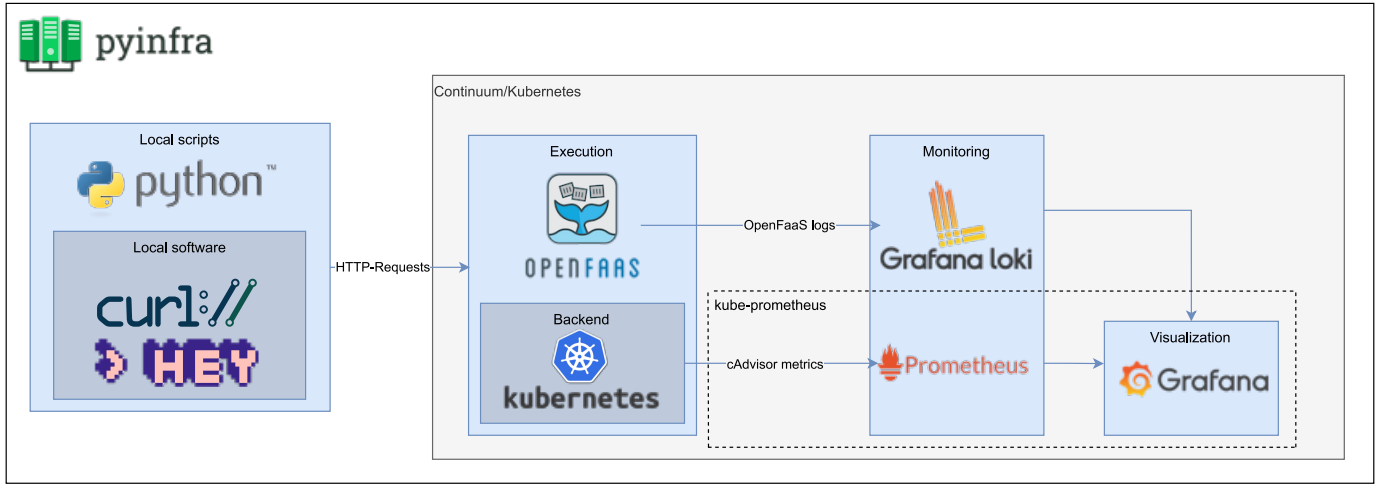 pyinfra
Continuum/Kubernetes
Local scripts
python™
Local software
curl://
HEY
HTTP-Requests
Execution
OPENFAAS
Backend
kubernetes
OpenFaaS logs
cAdvisor metrics
Monitoring
Grafana loki
kube-prometheus
Prometheus
Visualization
Grafana